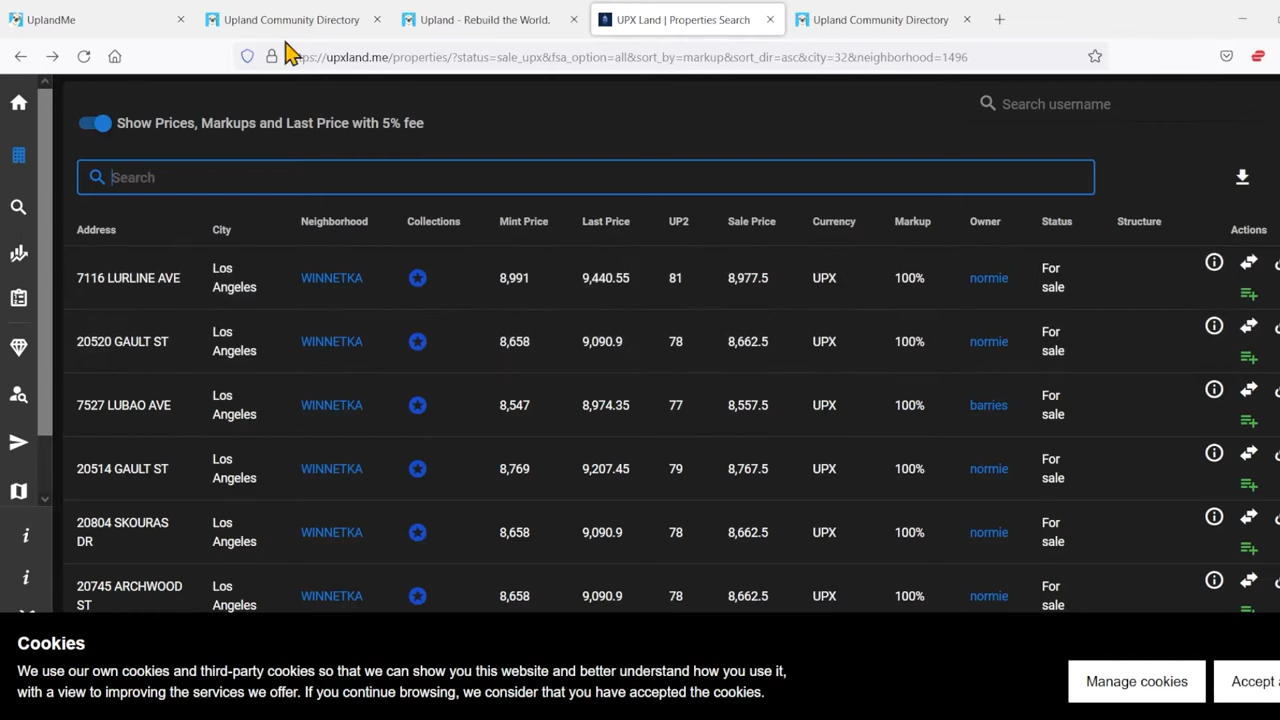 UplandMe
Upland Community Directory
Upland - Rebuild the World.
UPX Land | Properties Search
Upland Community Directory
upxland.me/properties/?status=sale_upx&fsa_option=all&sort_by=markup&sort_dir=asc&city=32&neighborhood=1496
Search username
Show Prices, Markups and Last Price with 5% fee
Search
Address City Neighborhood Collections Mint Price Last Price UP2 Sale Price Currency Markup Owner Status Structure Actions
7116 LURLINE AVE Los Angeles WINNETKA 8,991 9,440.55 81 8,977.5 UPX 100% normie For sale
20520 GAULT ST Los Angeles WINNETKA 8,658 9,090.9 78 8,662.5 UPX 100% normie For sale
7527 LUBAO AVE Los Angeles WINNETKA 8,547 8,974.35 77 8,557.5 UPX 100% barries For sale
20514 GAULT ST Los Angeles WINNETKA 8,769 9,207.45 79 8,767.5 UPX 100% normie For sale
20804 SKOURAS DR Los Angeles WINNETKA 8,658 9,090.9 78 8,662.5 UPX 100% normie For sale
20745 ARCHWOOD ST Los Angeles WINNETKA 8,658 9,090.9 78 8,662.5 UPX 100% normie For sale
Cookies
We use our own cookies and third-party cookies so that we can show you this website and better understand how you use it,
with a view to improving the services we offer. If you continue browsing, we consider that you have accepted the cookies.
Manage cookies
Accept